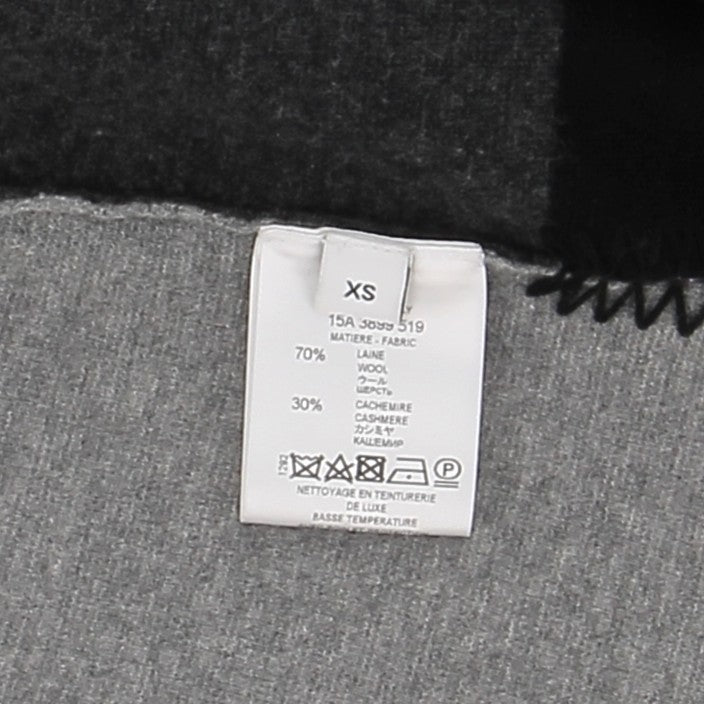 XS
15A 3899 519
MATIERE - FABRIC
70% LAINE
WOOL
ウール
ШЕРСТЬ
30% CACHEMIRE
CASHMERE
カシミヤ
КАШЕМИР
1292
P
NETTOYAGE EN TEINTURERIE
DE LUXE
BASSE TEMPERATURE